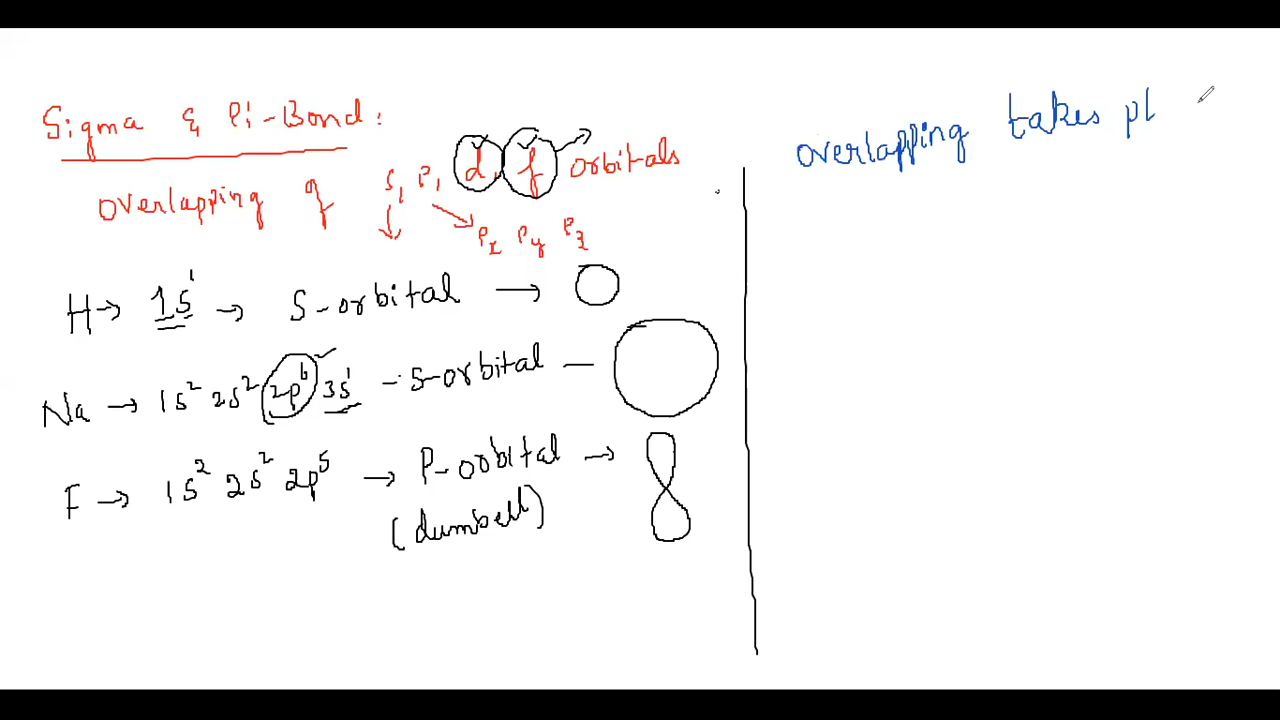 Sigma & Pi-Bond:
overlapping of s, p, d, f orbitals
Px Py Pz
H → 1s¹ → S-orbital →
Na → 1s² 2s² 2p⁶ 3s¹ - s-orbital -
F → 1s² 2s² 2p⁵ → P-orbital →
(dumbell)
overlapping takes pl